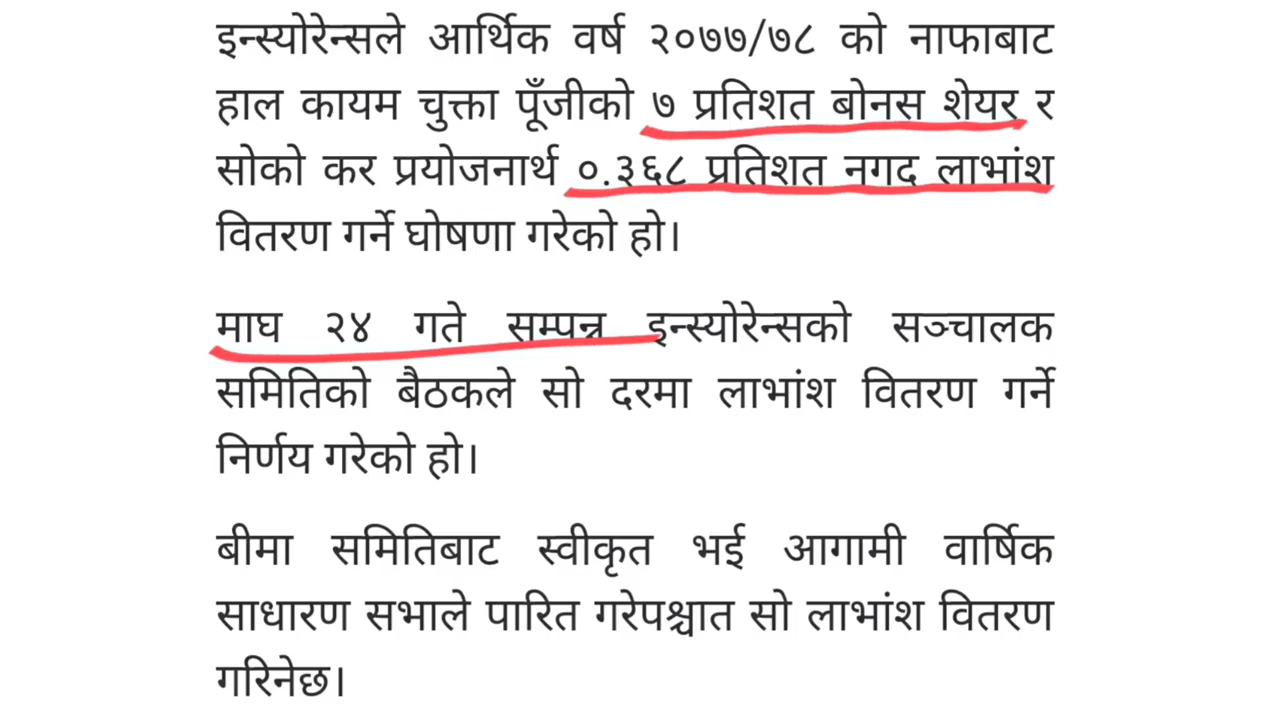 इन्स्योरेन्सले आर्थिक वर्ष २०७७/७८ को नाफाबाट
हाल कायम चुक्ता पूँजीको ७ प्रतिशत बोनस शेयर र
सोको कर प्रयोजनार्थ ०.३६८ प्रतिशत नगद लाभांश
वितरण गर्ने घोषणा गरेको हो।
माघ २४ गते सम्पन्न इन्स्योरेन्सको सञ्चालक
समितिको बैठकले सो दरमा लाभांश वितरण गर्ने
निर्णय गरेको हो।
बीमा समितिबाट स्वीकृत भई आगामी वार्षिक
साधारण सभाले पारित गरेपश्चात सो लाभांश वितरण
गरिनेछ।